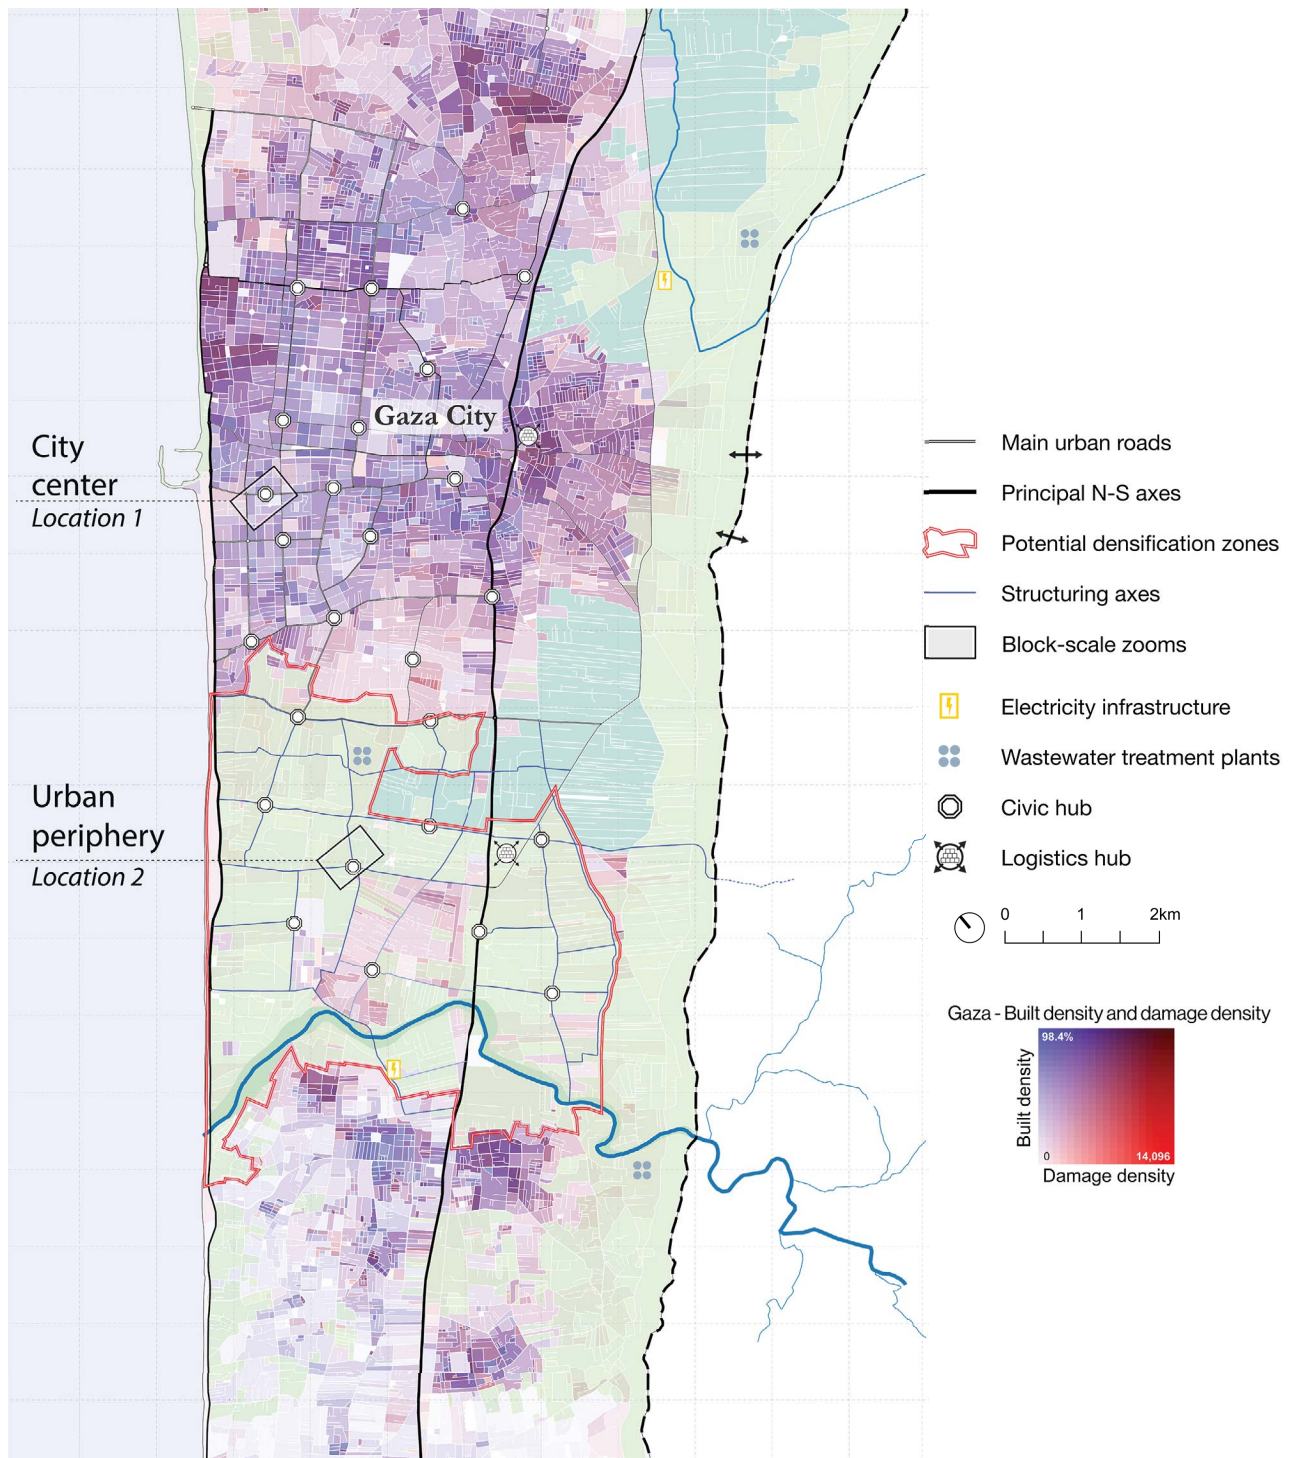 Gaza City
City
center
Location 1
Urban
periphery
Location 2
Main urban roads
Principal N-S axes
Potential densification zones
Structuring axes
Block-scale zooms
Electricity infrastructure
Wastewater treatment plants
Civic hub
Logistics hub
0 1 2km
Gaza - Built density and damage density
98.4%
Built density
0 14,096
Damage density